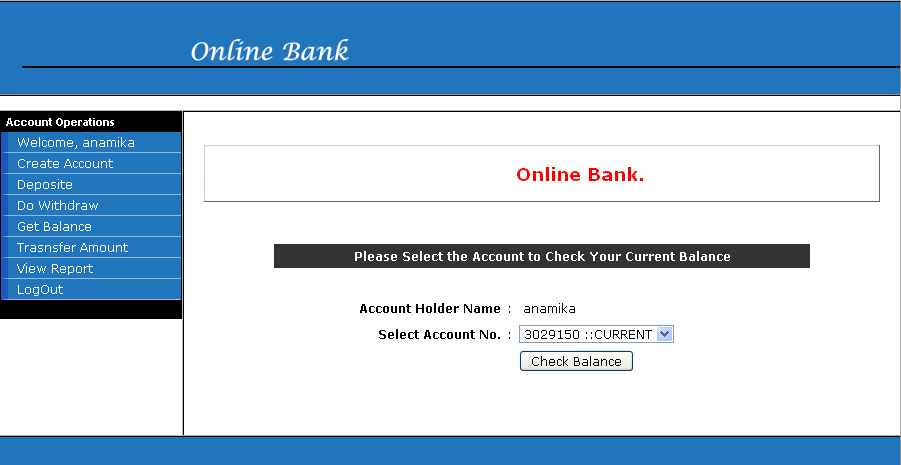 Online Bank
Account Operations
Welcome, anamika
Create Account
Deposite
Do Withdraw
Get Balance
Trasnsfer Amount
View Report
LogOut
Online Bank.
Please Select the Account to Check Your Current Balance
Account Holder Name : anamika
Select Account No. : 3029150 ::CURRENT
Check Balance